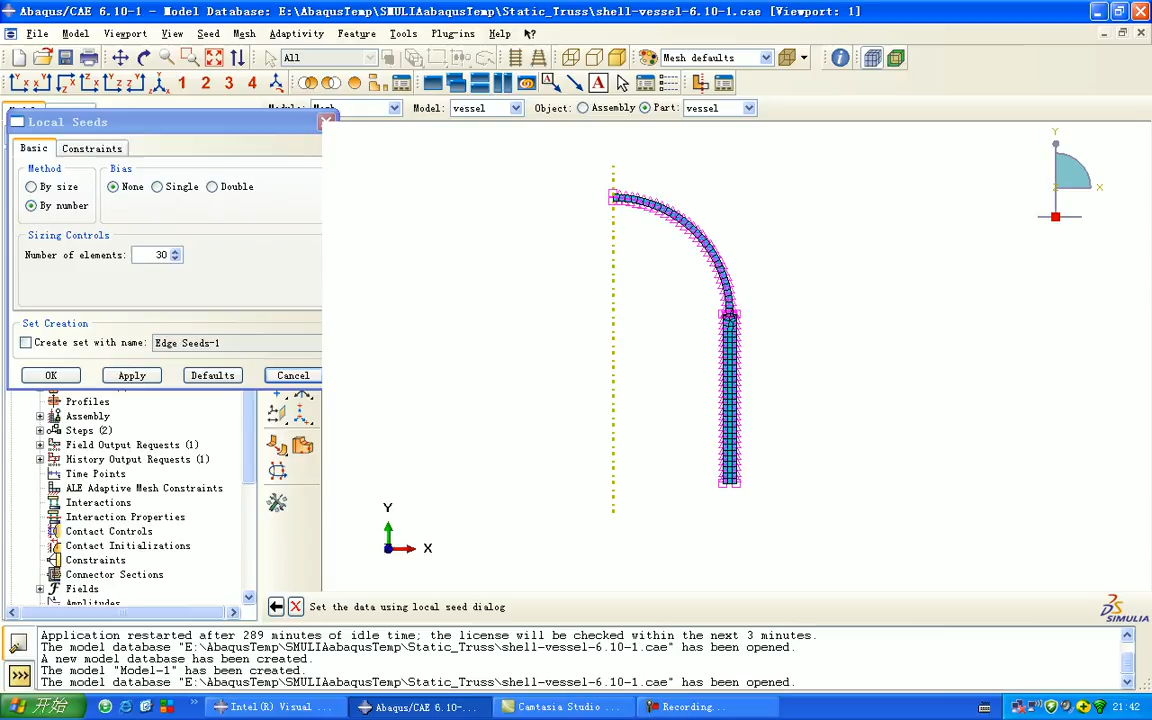 Abaqus/CAE 6.10-1 - Model Database: E:\AbaqusTemp\SMULIAabaqusTemp\Static_Truss\shell-vessel-6.10-1.cae [Viewport: 1]
File Model Viewport View Seed Mesh Adaptivity Feature Tools Plug-ins Help
All
Mesh defaults
1 2 3 4
A
Model: vessel Object: Assembly Part: vessel
Local Seeds
Basic Constraints
Method Bias
By size None Single Double
By number
Sizing Controls
Number of elements: 30
Set Creation
Create set with name: Edge Seeds-1
OK Apply Defaults Cancel
Profiles
Assembly
Steps (2)
Field Output Requests (1)
History Output Requests (1)
Time Points
ALE Adaptive Mesh Constraints
Interactions
Interaction Properties
Contact Controls
Contact Initializations
Constraints
Connector Sections
Fields
Amplitudes
Y
X
Y
X
Set the data using local seed dialog
SIMULIA
Application restarted after 289 minutes of idle time; the license will be checked within the next 3 minutes.
The model database "E:\AbaqusTemp\SMULIAabaqusTemp\Static_Truss\shell-vessel-6.10-1.cae" has been opened.
A new model database has been created.
The model "Model-1" has been created.
The model database "E:\AbaqusTemp\SMULIAabaqusTemp\Static_Truss\shell-vessel-6.10-1.cae" has been opened.
>>>
开始 Intel(R) Visual ... Abaqus/CAE 6.10-... Camtasia Studio ... Recording... 21:42